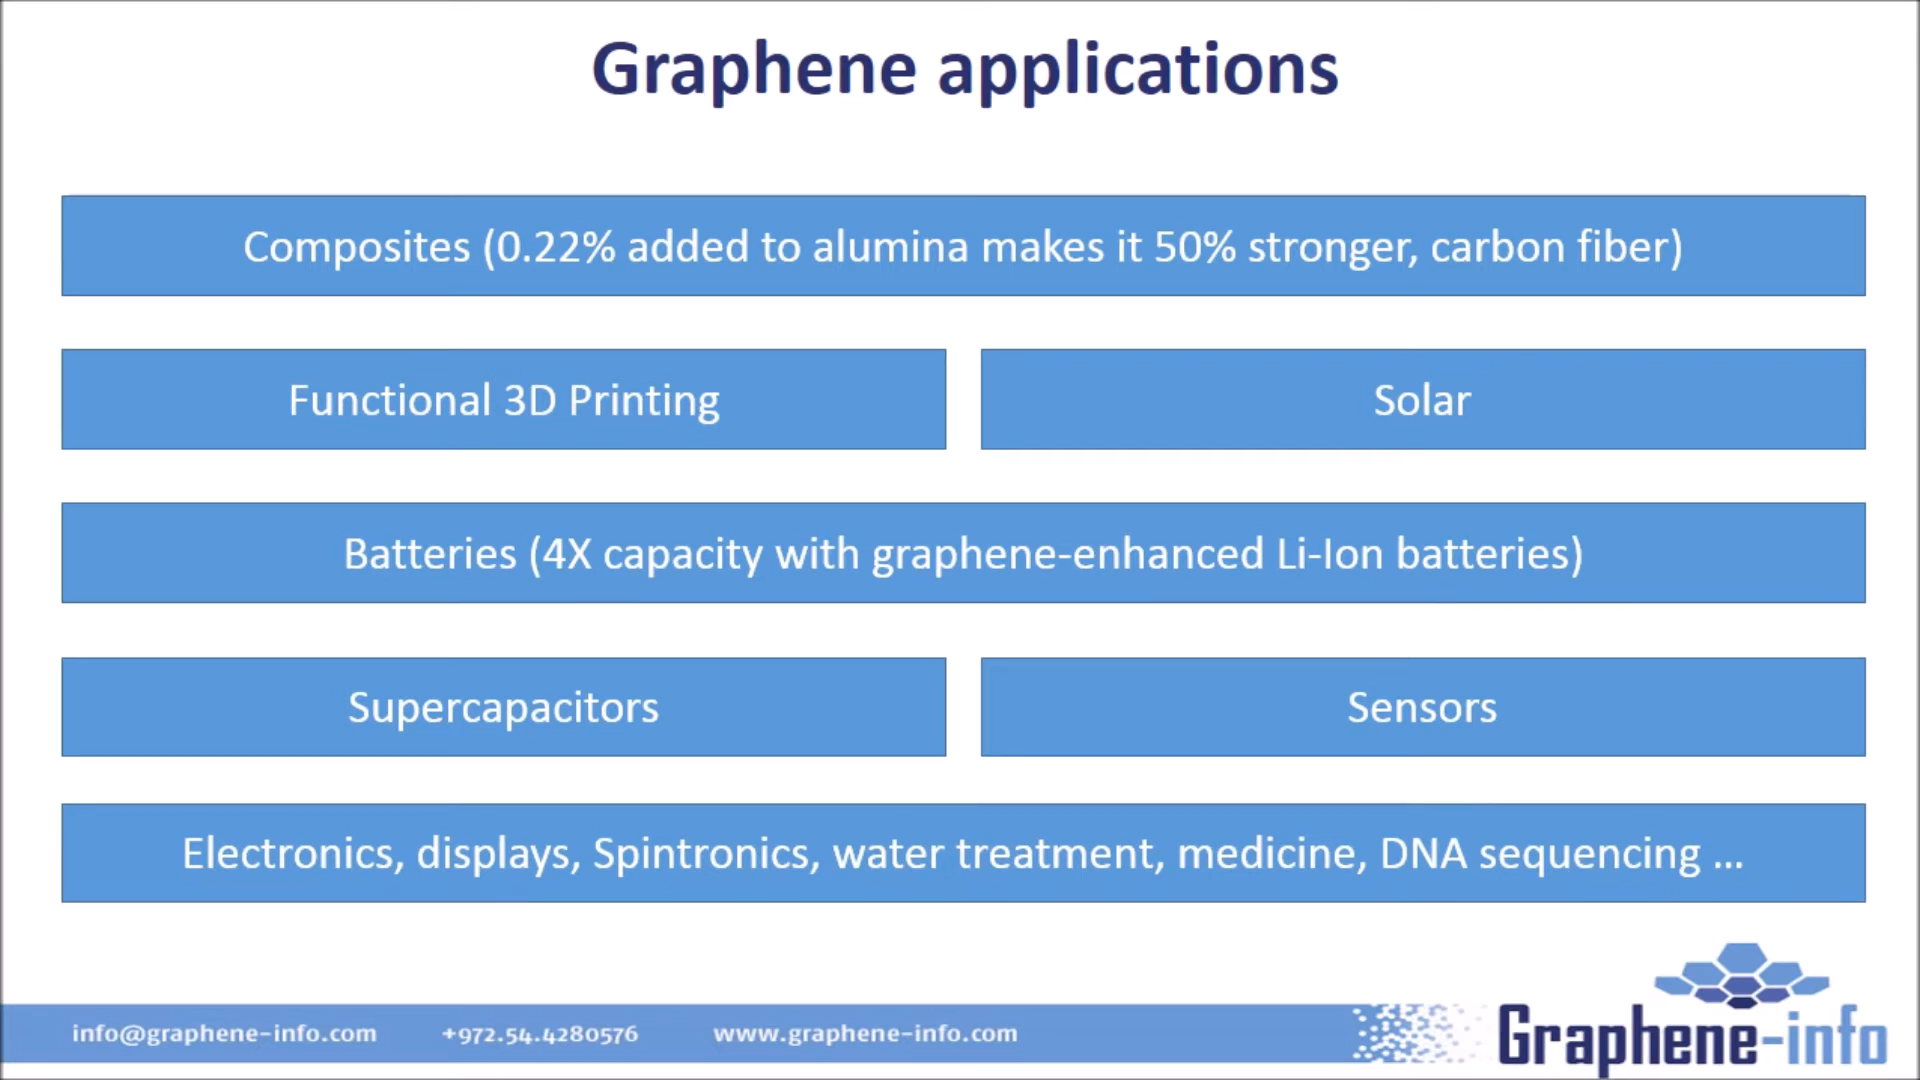 Graphene applications
Composites (0.22% added to alumina makes it 50% stronger, carbon fiber)
Functional 3D Printing
Solar
Batteries (4X capacity with graphene-enhanced Li-Ion batteries)
Supercapacitors
Sensors
Electronics, displays, Spintronics, water treatment, medicine, DNA sequencing ...
info@graphene-info.com +972.54.4280576 www.graphene-info.com
Graphene-info